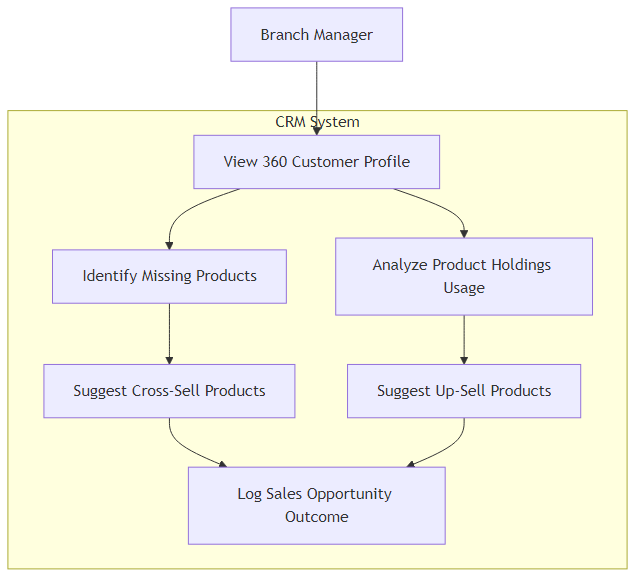 Branch Manager
CRM System
View 360 Customer Profile
Identify Missing Products
Analyze Product Holdings
Usage
Suggest Cross-Sell Products
Suggest Up-Sell Products
Log Sales Opportunity
Outcome